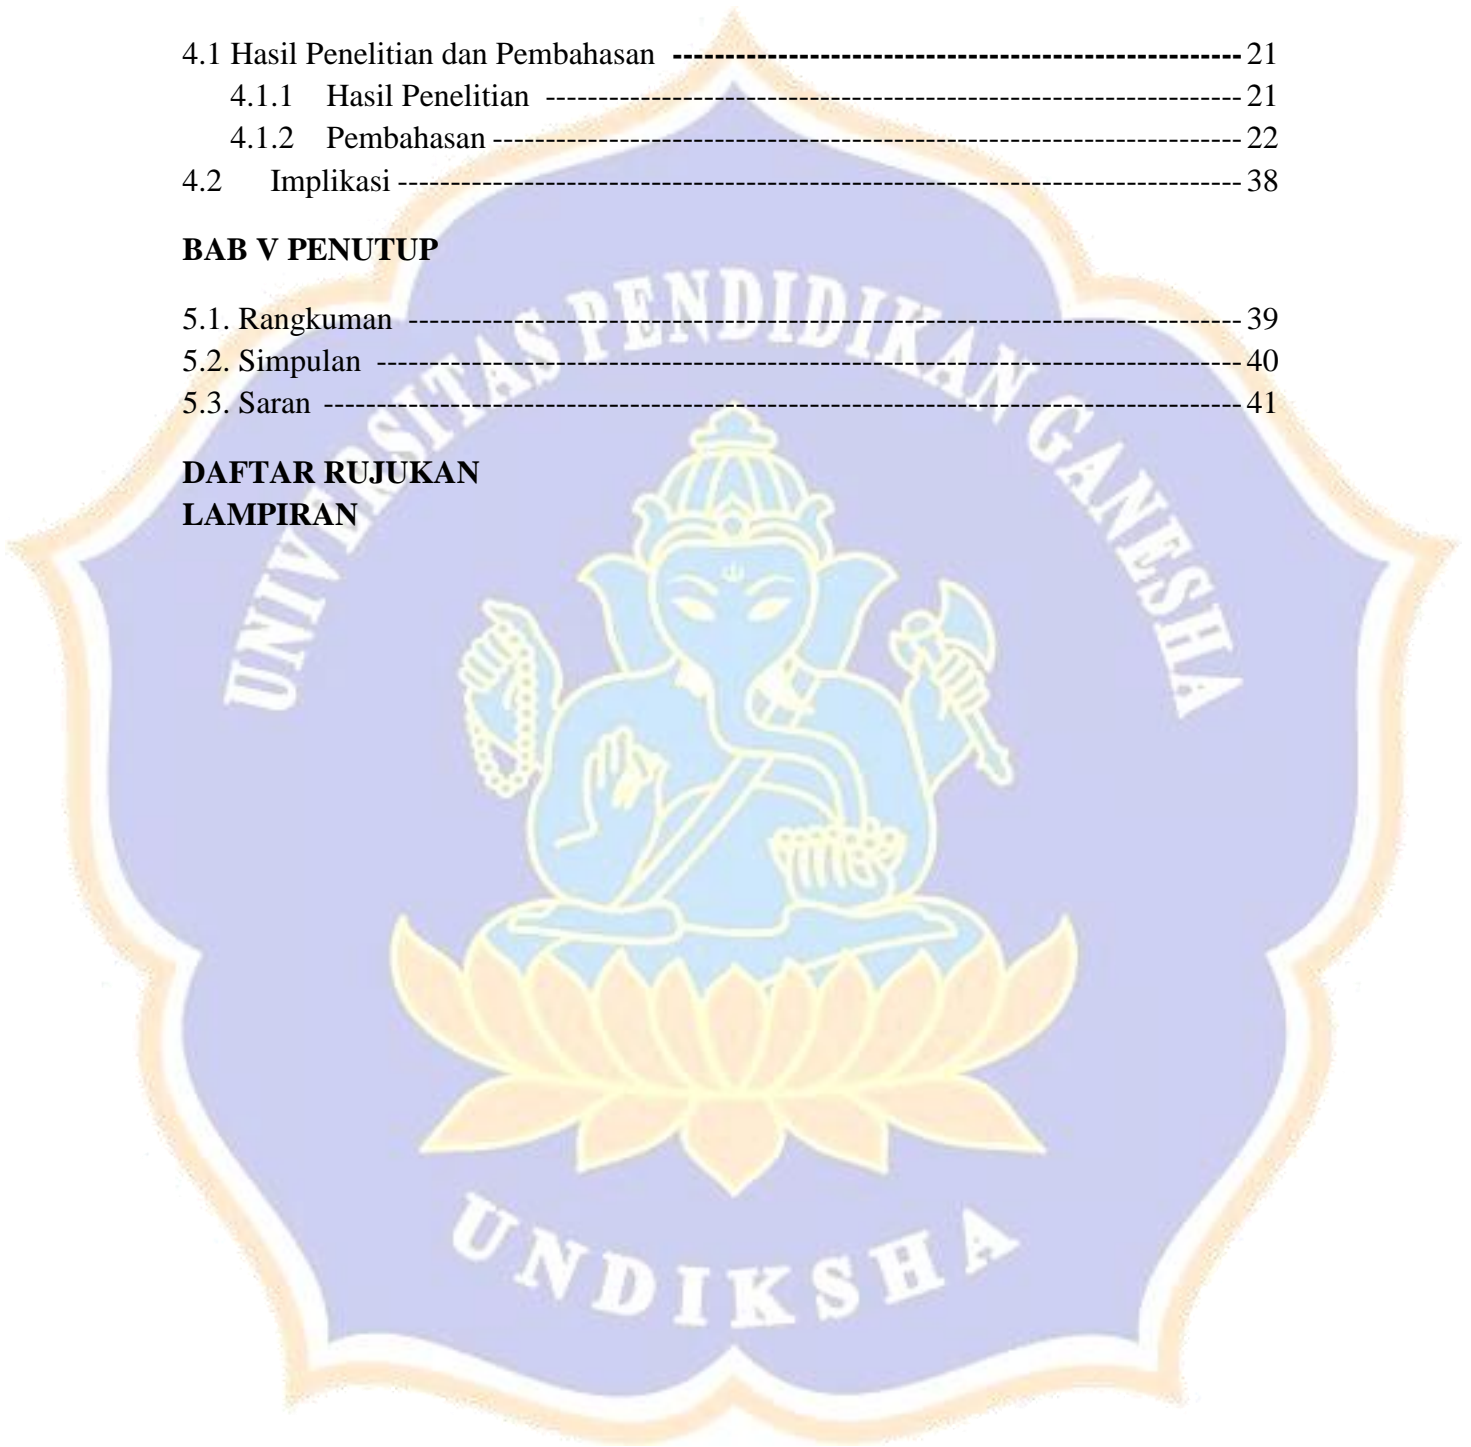 4.1 Hasil Penelitian dan Pembahasan ------------------------------------------------------- 21
4.1.1 Hasil Penelitian ------------------------------------------------------------------- 21
4.1.2 Pembahasan ------------------------------------------------------------------------ 22
4.2 Implikasi --------------------------------------------------------------------------------- 38
BAB V PENUTUP
5.1. Rangkuman -------------------------------------------------------------------------------- 39
5.2. Simpulan ----------------------------------------------------------------------------------- 40
5.3. Saran ---------------------------------------------------------------------------------------- 41
DAFTAR RUJUKAN
LAMPIRAN
UNIVERSITAS PENDIDIKAN GANESHA
UNDIKSHA